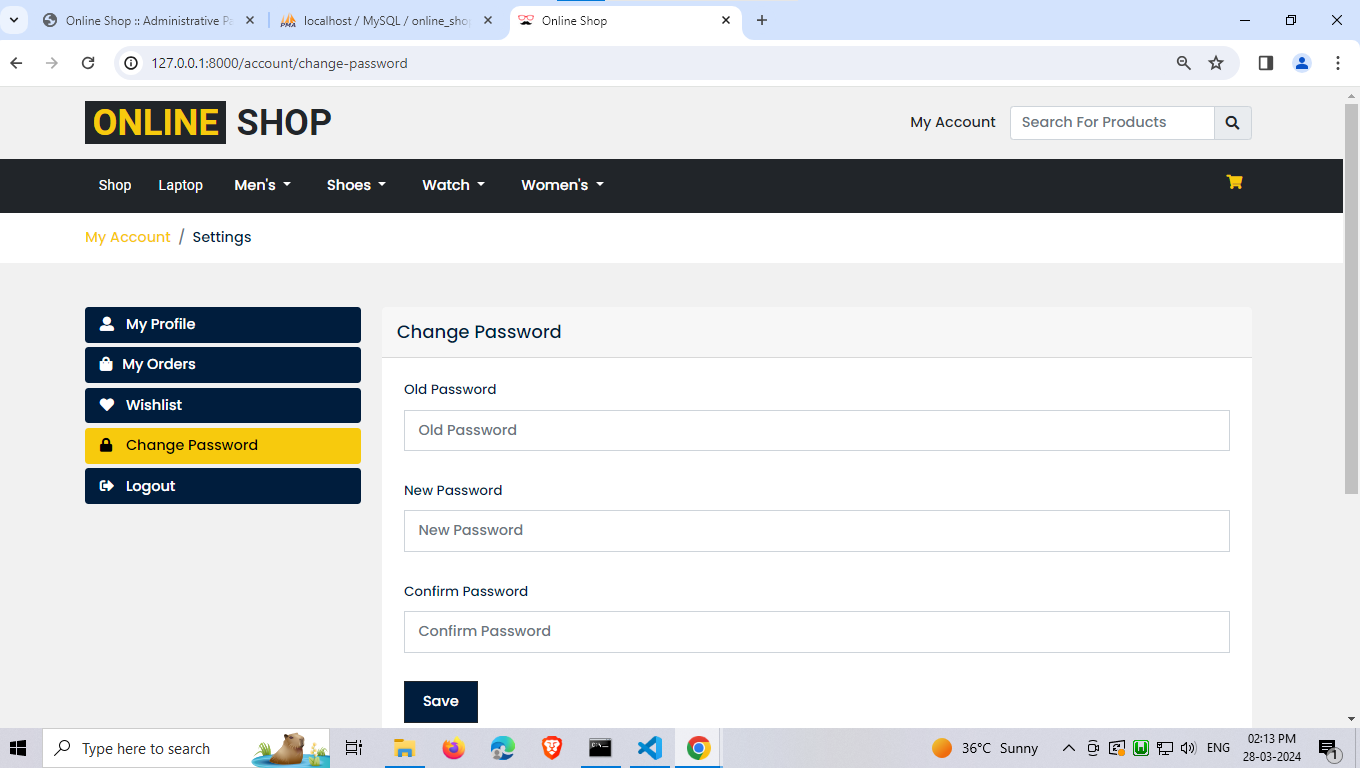 Online Shop :: Administrative Pa
localhost / MySQL / online_shop
Online Shop
127.0.0.1:8000/account/change-password
ONLINE SHOP
My Account
Search For Products
Shop
Laptop
Men's
Shoes
Watch
Women's
My Account / Settings
My Profile
My Orders
Wishlist
Change Password
Logout
Change Password
Old Password
Old Password
New Password
New Password
Confirm Password
Confirm Password
Save
Type here to search
36°C Sunny
ENG
02:13 PM
28-03-2024
1